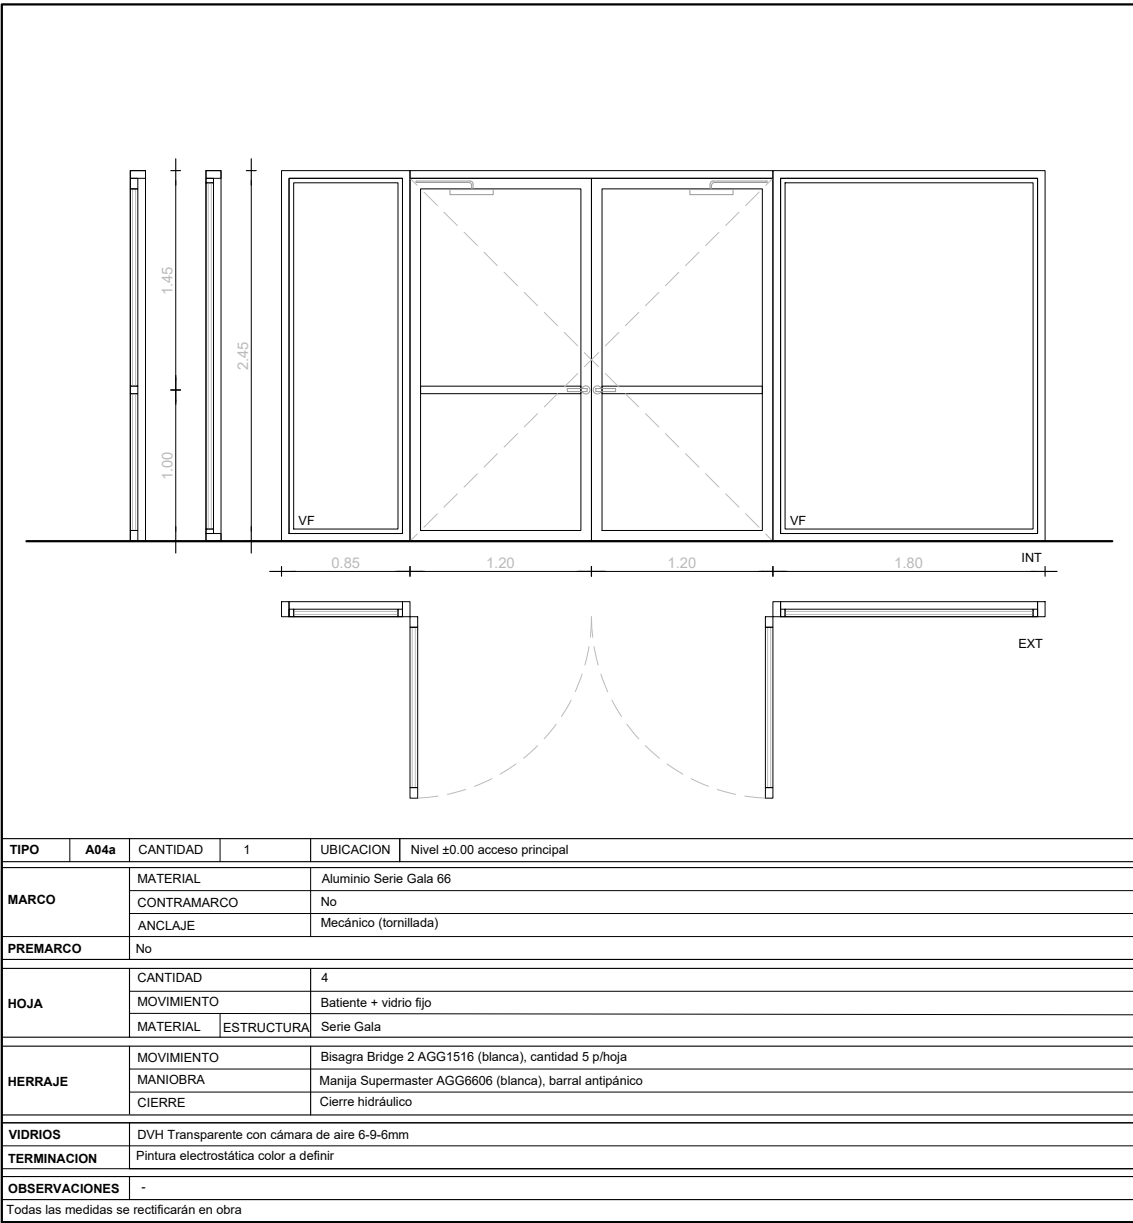 1.45
2.45
1.00
VF
VF
INT
0.85
1.20
1.20
1.80
EXT
TIPO A04a CANTIDAD 1 UBICACION Nivel ±0.00 acceso principal
MARCO
MATERIAL Aluminio Serie Gala 66
CONTRAMARCO No
ANCLAJE Mecánico (tornillada)
PREMARCO No
HOJA
CANTIDAD 4
MOVIMIENTO Batiente + vidrio fijo
MATERIAL ESTRUCTURA Serie Gala
HERRAJE
MOVIMIENTO Bisagra Bridge 2 AGG1516 (blanca), cantidad 5 p/hoja
MANIOBRA Manija Supermaster AGG6606 (blanca), barral antipánico
CIERRE Cierre hidráulico
VIDRIOS DVH Transparente con cámara de aire 6-9-6mm
TERMINACION Pintura electrostática color a definir
OBSERVACIONES -
Todas las medidas se rectificarán en obra